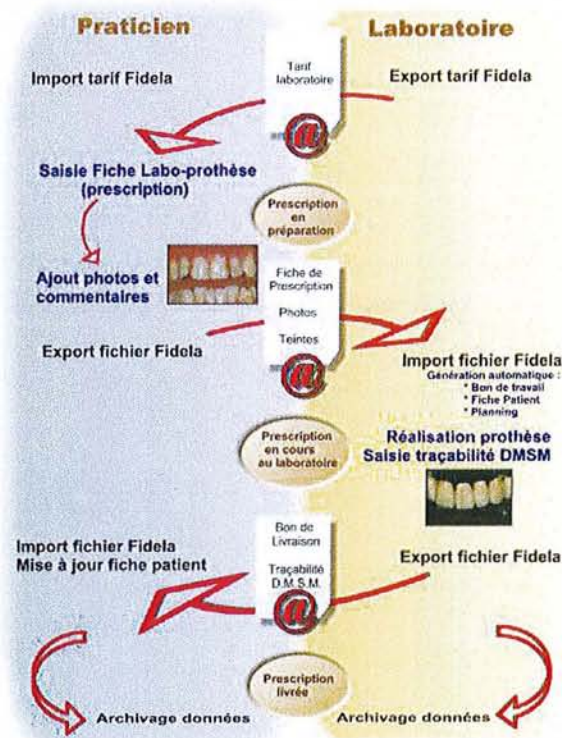 Praticien
Laboratoire
Tarif
laboratoire
Import tarif Fidela
Export tarif Fidela
@
Saisie Fiche Labo-prothèse
(prescription)
Prescription
en
préparation
Ajout photos et
commentaires
Fiche de
Prescription
Photos
Teintes
@
Export fichier Fidela
Import fichier Fidela
Génération automatique :
* Bon de travail
* Fiche Patient
* Planning
Prescription
en cours
au laboratoire
Réalisation prothèse
Saisie traçabilité DMSM
Bon de
Livraison
Traçabilité
D.M.S.M.
@
Import fichier Fidela
Mise à jour fiche patient
Export fichier Fidela
Prescription
livrée
Archivage données
Archivage données